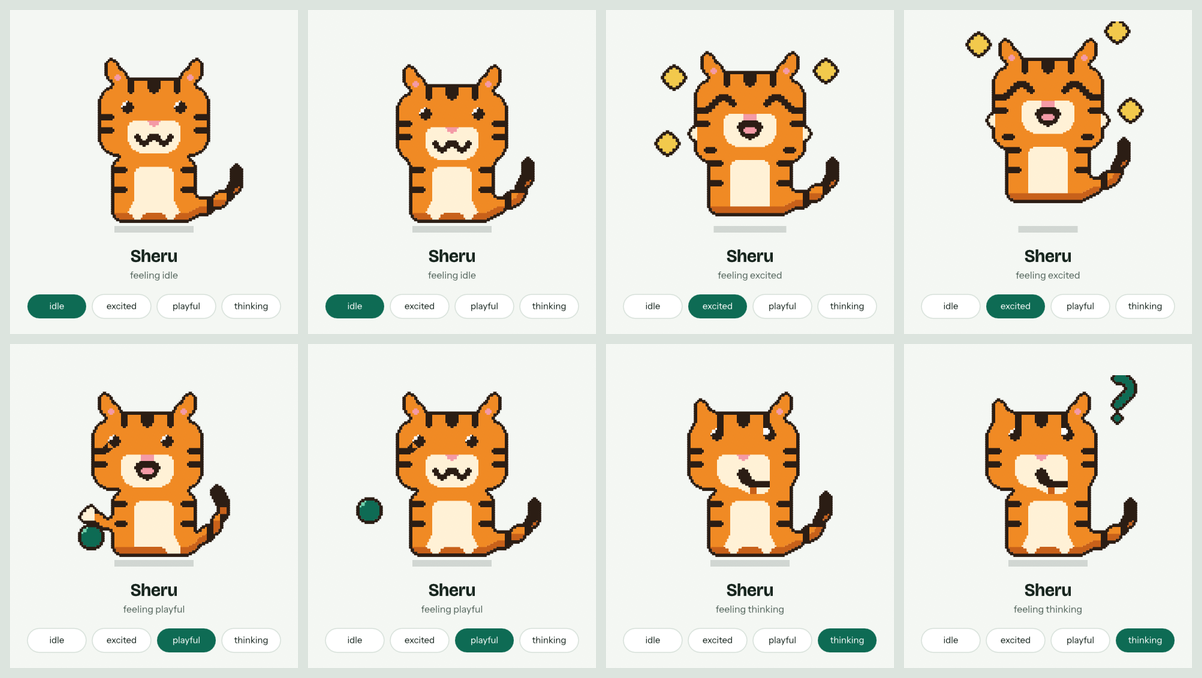 Sheru
feeling idle
idle excited playful thinking
Sheru
feeling idle
idle excited playful thinking
Sheru
feeling excited
idle excited playful thinking
Sheru
feeling excited
idle excited playful thinking
?
Sheru
feeling playful
idle excited playful thinking
Sheru
feeling playful
idle excited playful thinking
Sheru
feeling thinking
idle excited playful thinking
Sheru
feeling thinking
idle excited playful thinking